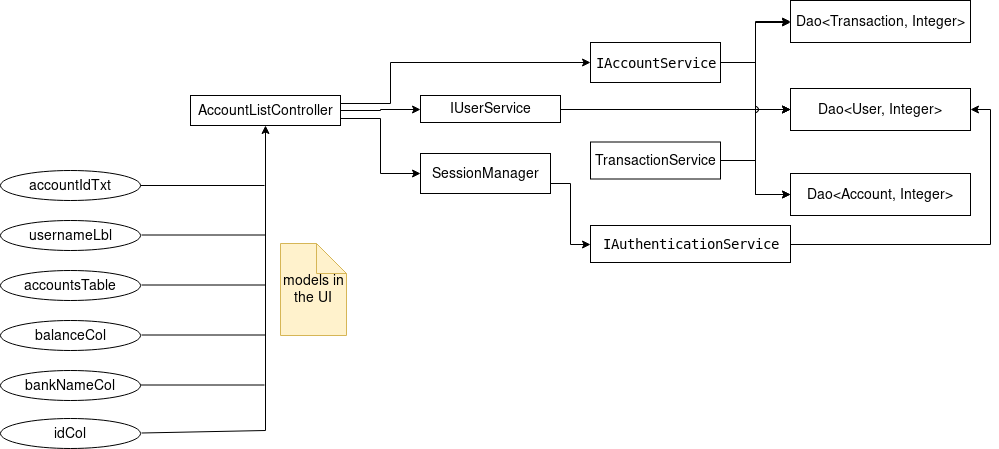 Dao<Transaction, Integer>
IAccountService
AccountListController
IUserService
Dao<User, Integer>
TransactionService
SessionManager
accountIdTxt
Dao<Account, Integer>
usernameLbl
IAuthenticationService
accountsTable
models in
the UI
balanceCol
bankNameCol
idCol